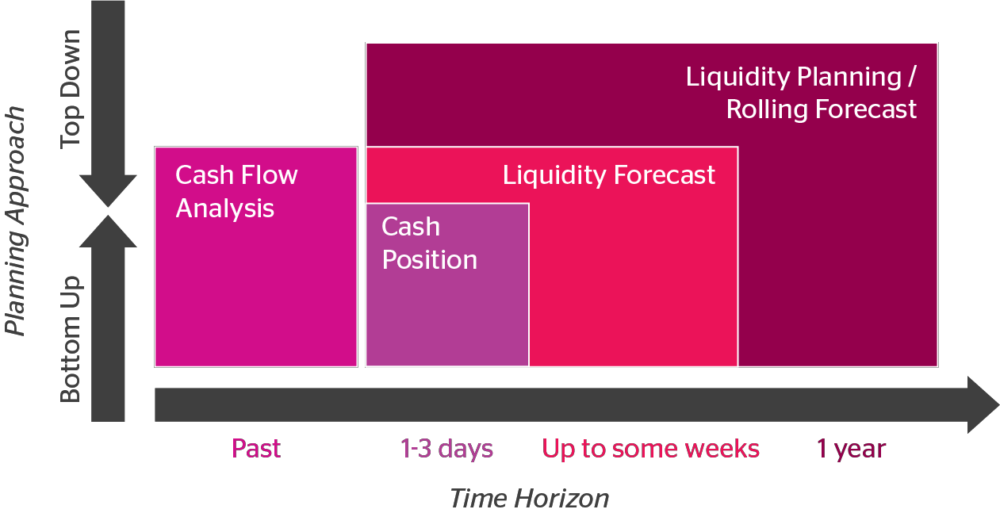 Planning Approach
Top Down
Bottom Up
Liquidity Planning /
Rolling Forecast
Cash Flow
Analysis
Liquidity Forecast
Cash
Position
Past
1-3 days
Up to some weeks
1 year
Time Horizon